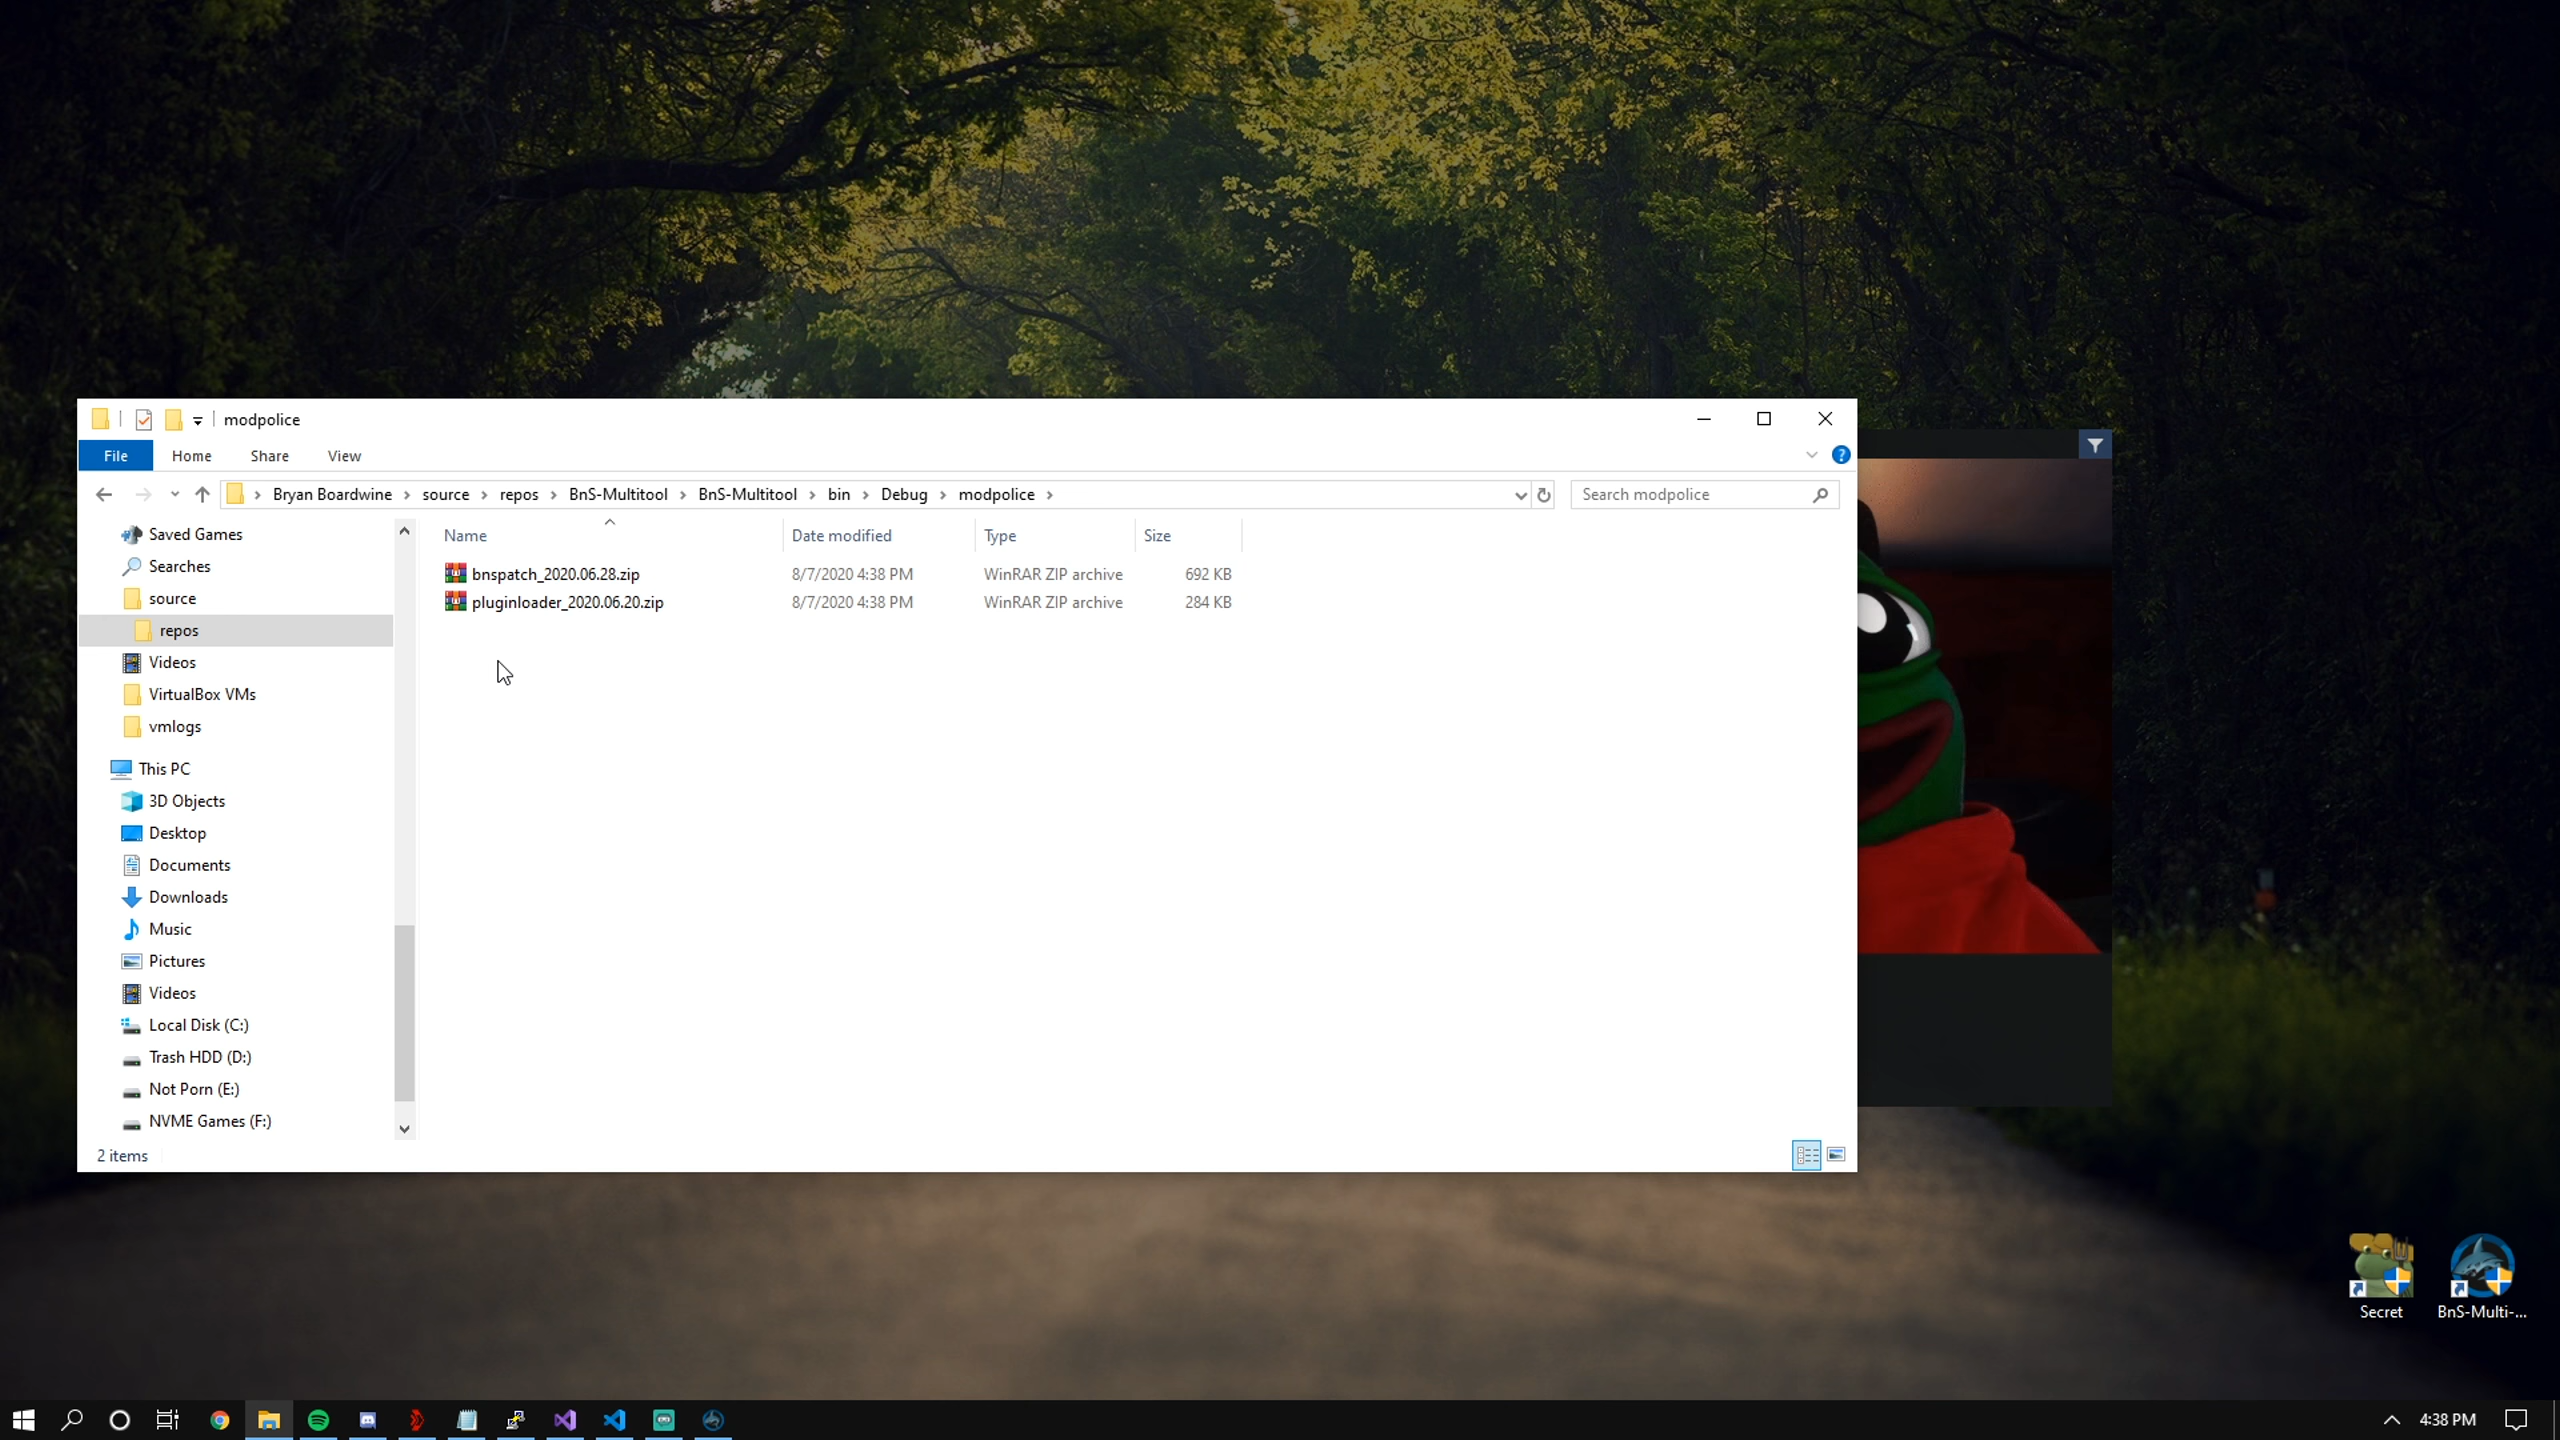 modpolice
File Home Share View
Bryan Boardwine source repos BnS-Multitool BnS-Multitool bin Debug modpolice
Search modpolice
Name Date modified Type Size
bnspatch_2020.06.28.zip 8/7/2020 4:38 PM WinRAR ZIP archive 692 KB
pluginloader_2020.06.20.zip 8/7/2020 4:38 PM WinRAR ZIP archive 284 KB
Saved Games
Searches
source
repos
Videos
VirtualBox VMs
vmlogs
This PC
3D Objects
Desktop
Documents
Downloads
Music
Pictures
Videos
Local Disk (C:)
Trash HDD (D:)
Not Porn (E:)
NVME Games (F:)
2 items
Secret
BnS-Multi-...
4:38 PM